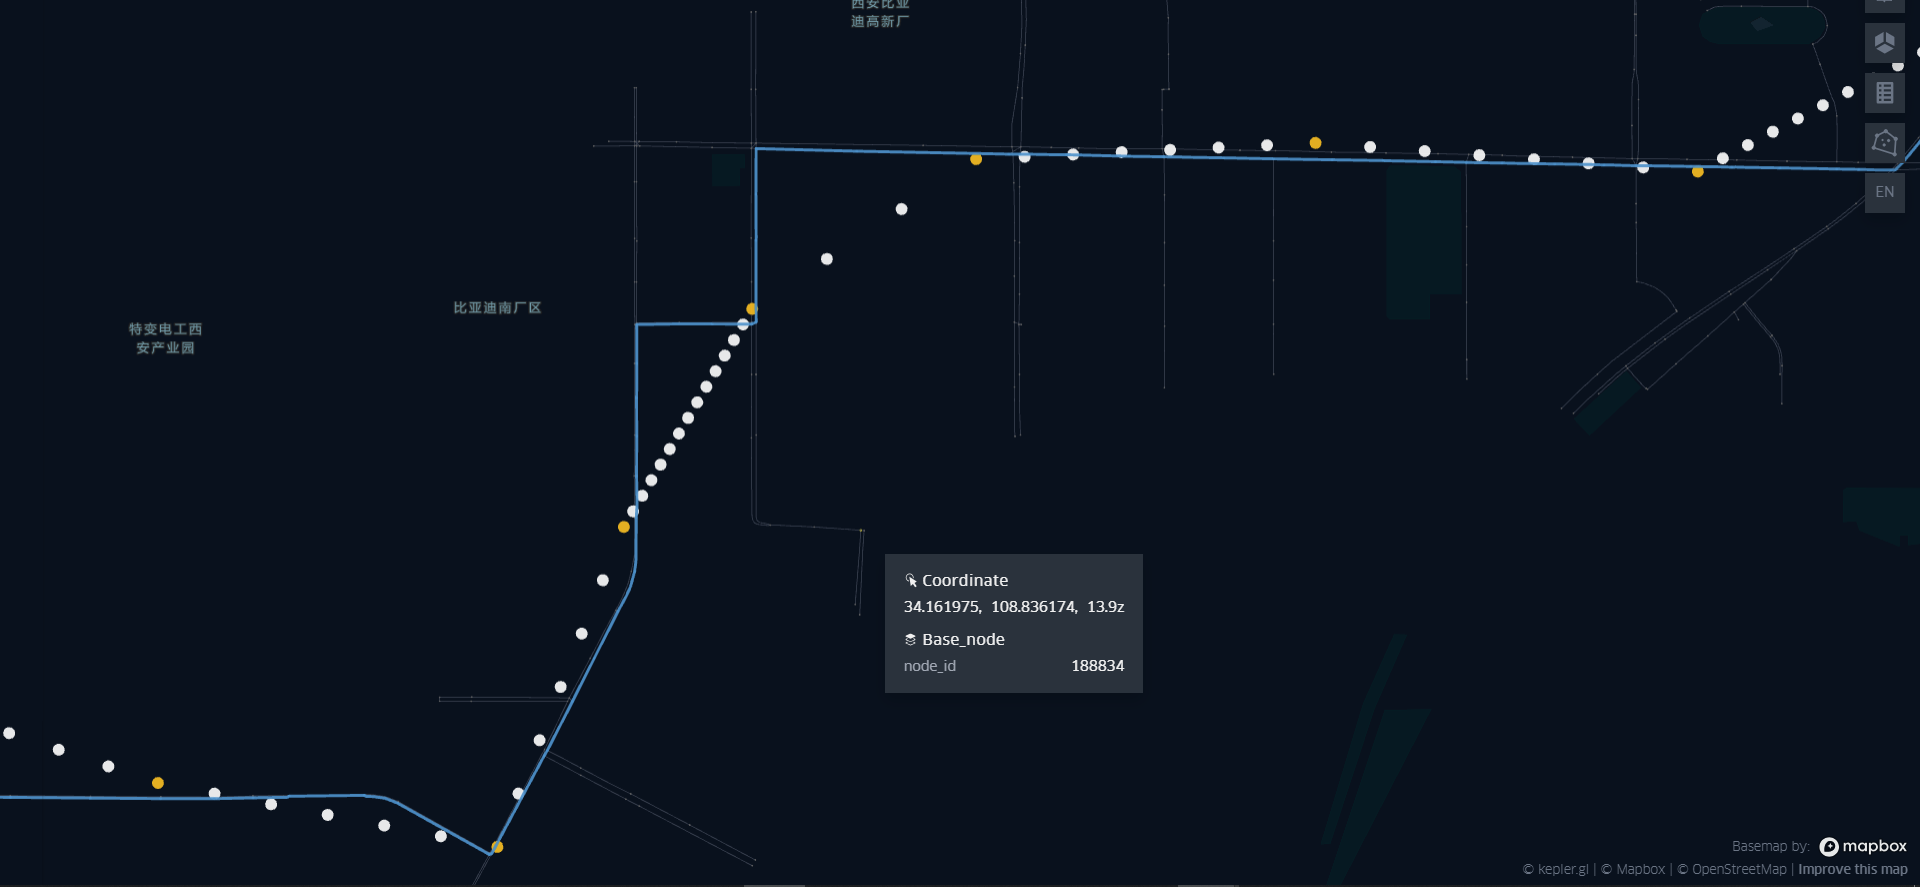 西安比亚
迪高新厂
EN
比亚迪南厂区
特变电工西
安产业园
Coordinate
34.161975, 108.836174, 13.9z
Base_node
node_id 188834
Basemap by: mapbox
© kepler.gl | © Mapbox | © OpenStreetMap | Improve this map